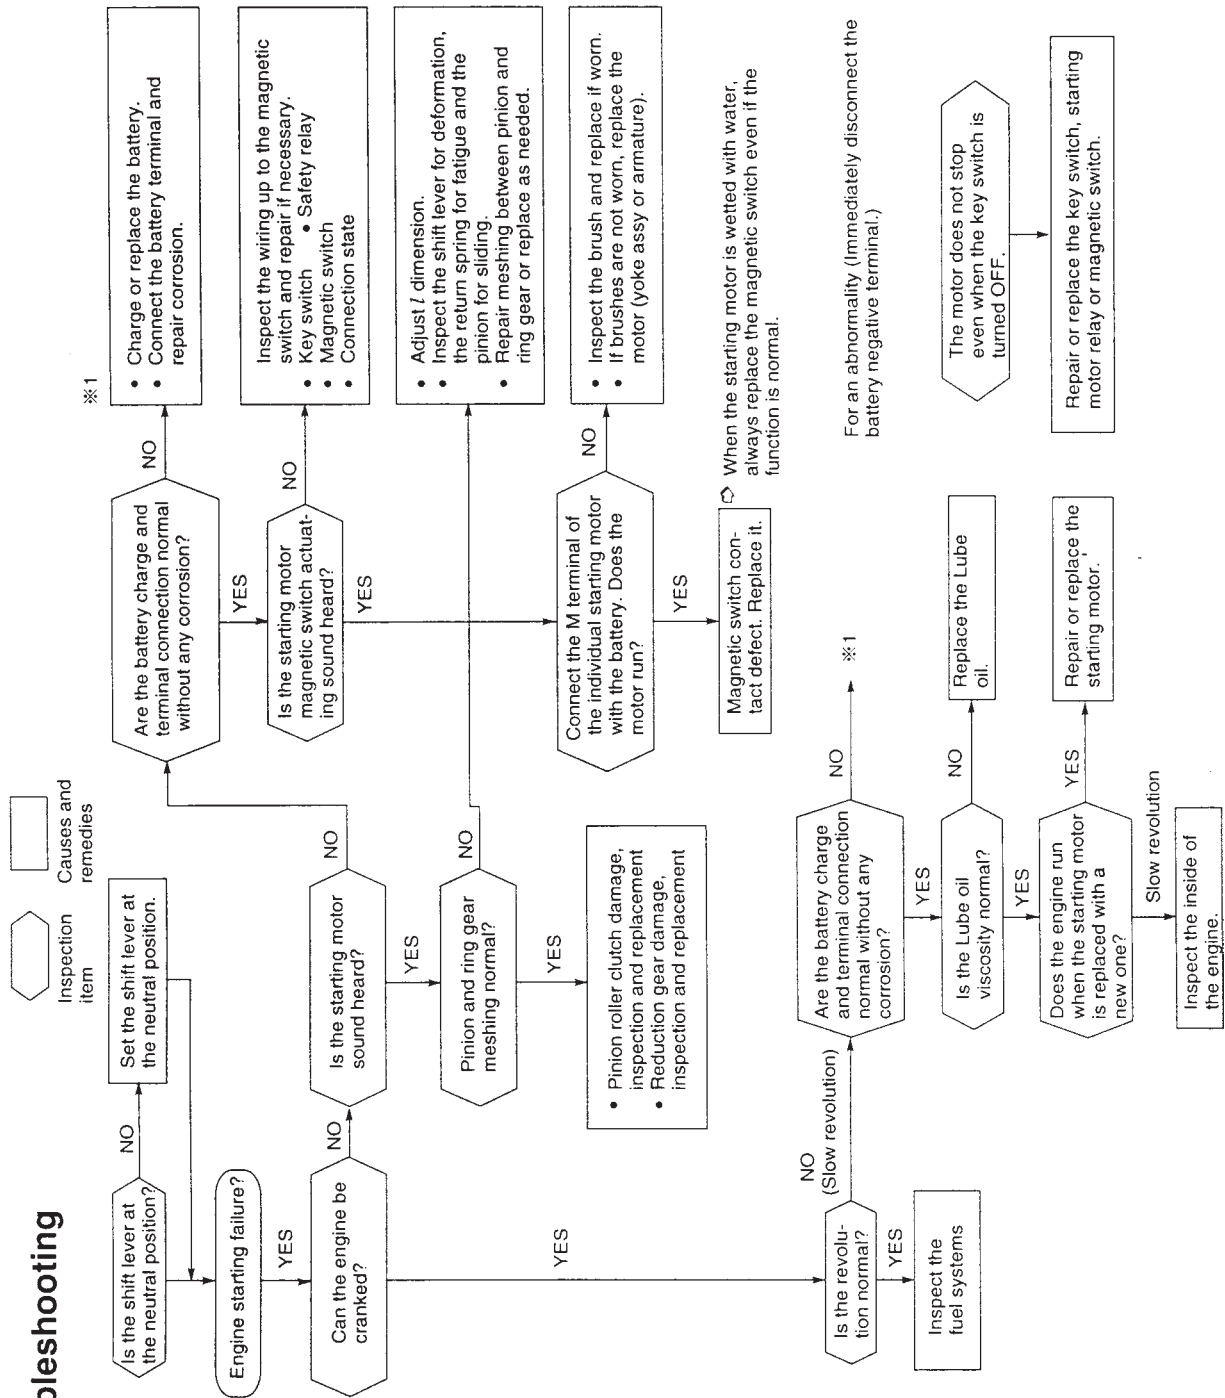 bleshooting
Inspection
item
Causes and
remedies
Is the shift lever at
the neutral position?
NO
Set the shift lever at
the neutral position.
Engine starting failure?
YES
Can the engine be
cranked?
NO
Is the starting motor
sound heard?
NO
Are the battery charge and
terminal connection normal
without any corrosion?
NO
※1
• Charge or replace the battery.
• Connect the battery terminal and
repair corrosion.
YES
Is the starting motor
magnetic switch actuat-
ing sound heard?
NO
Inspect the wiring up to the magnetic
switch and repair if necessary.
• Key switch • Safety relay
• Magnetic switch
• Connection state
YES
YES
Pinion and ring gear
meshing normal?
NO
• Adjust l dimension.
• Inspect the shift lever for deformation,
the return spring for fatigue and the
pinion for sliding.
• Repair meshing between pinion and
ring gear or replace as needed.
YES
• Pinion roller clutch damage,
inspection and replacement
• Reduction gear damage,
inspection and replacement
Connect the M terminal of
the individual starting motor
with the battery. Does the
motor run?
NO
• Inspect the brush and replace if worn.
• If brushes are not worn, replace the
motor (yoke assy or armature).
YES
Magnetic switch con-
tact defect. Replace it.
⇨ When the starting motor is wetted with water,
always replace the magnetic switch even if the
function is normal.
YES
Is the revolu-
tion normal?
NO
(Slow revolution)
YES
Inspect the
fuel systems
Are the battery charge
and terminal connection
normal without any
corrosion?
NO
※1
YES
Is the Lube oil
viscosity normal?
NO
Replace the Lube
oil.
YES
Does the engine run
when the starting motor
is replaced with a
new one?
YES
Repair or replace the
starting motor.
Slow revolution
Inspect the inside of
the engine.
For an abnormality (Immediately disconnect the
battery negative terminal.)
The motor does not stop
even when the key switch is
turned OFF.
Repair or replace the key switch, starting
motor relay or magnetic switch.